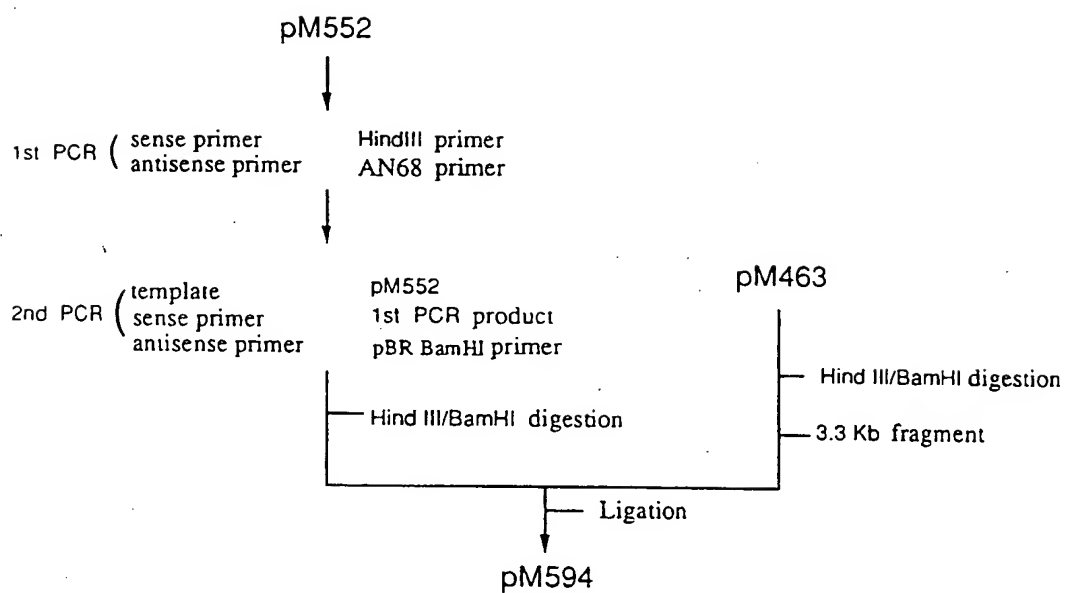 pM552
1st PCR ( sense primer HindIII primer
antisense primer AN68 primer
2nd PCR ( template pM552
sense primer 1st PCR product
antisense primer pBR BamHI primer
pM463
Hind III/BamHI digestion
Hind III/BamHI digestion
3.3 Kb fragment
Ligation
pM594